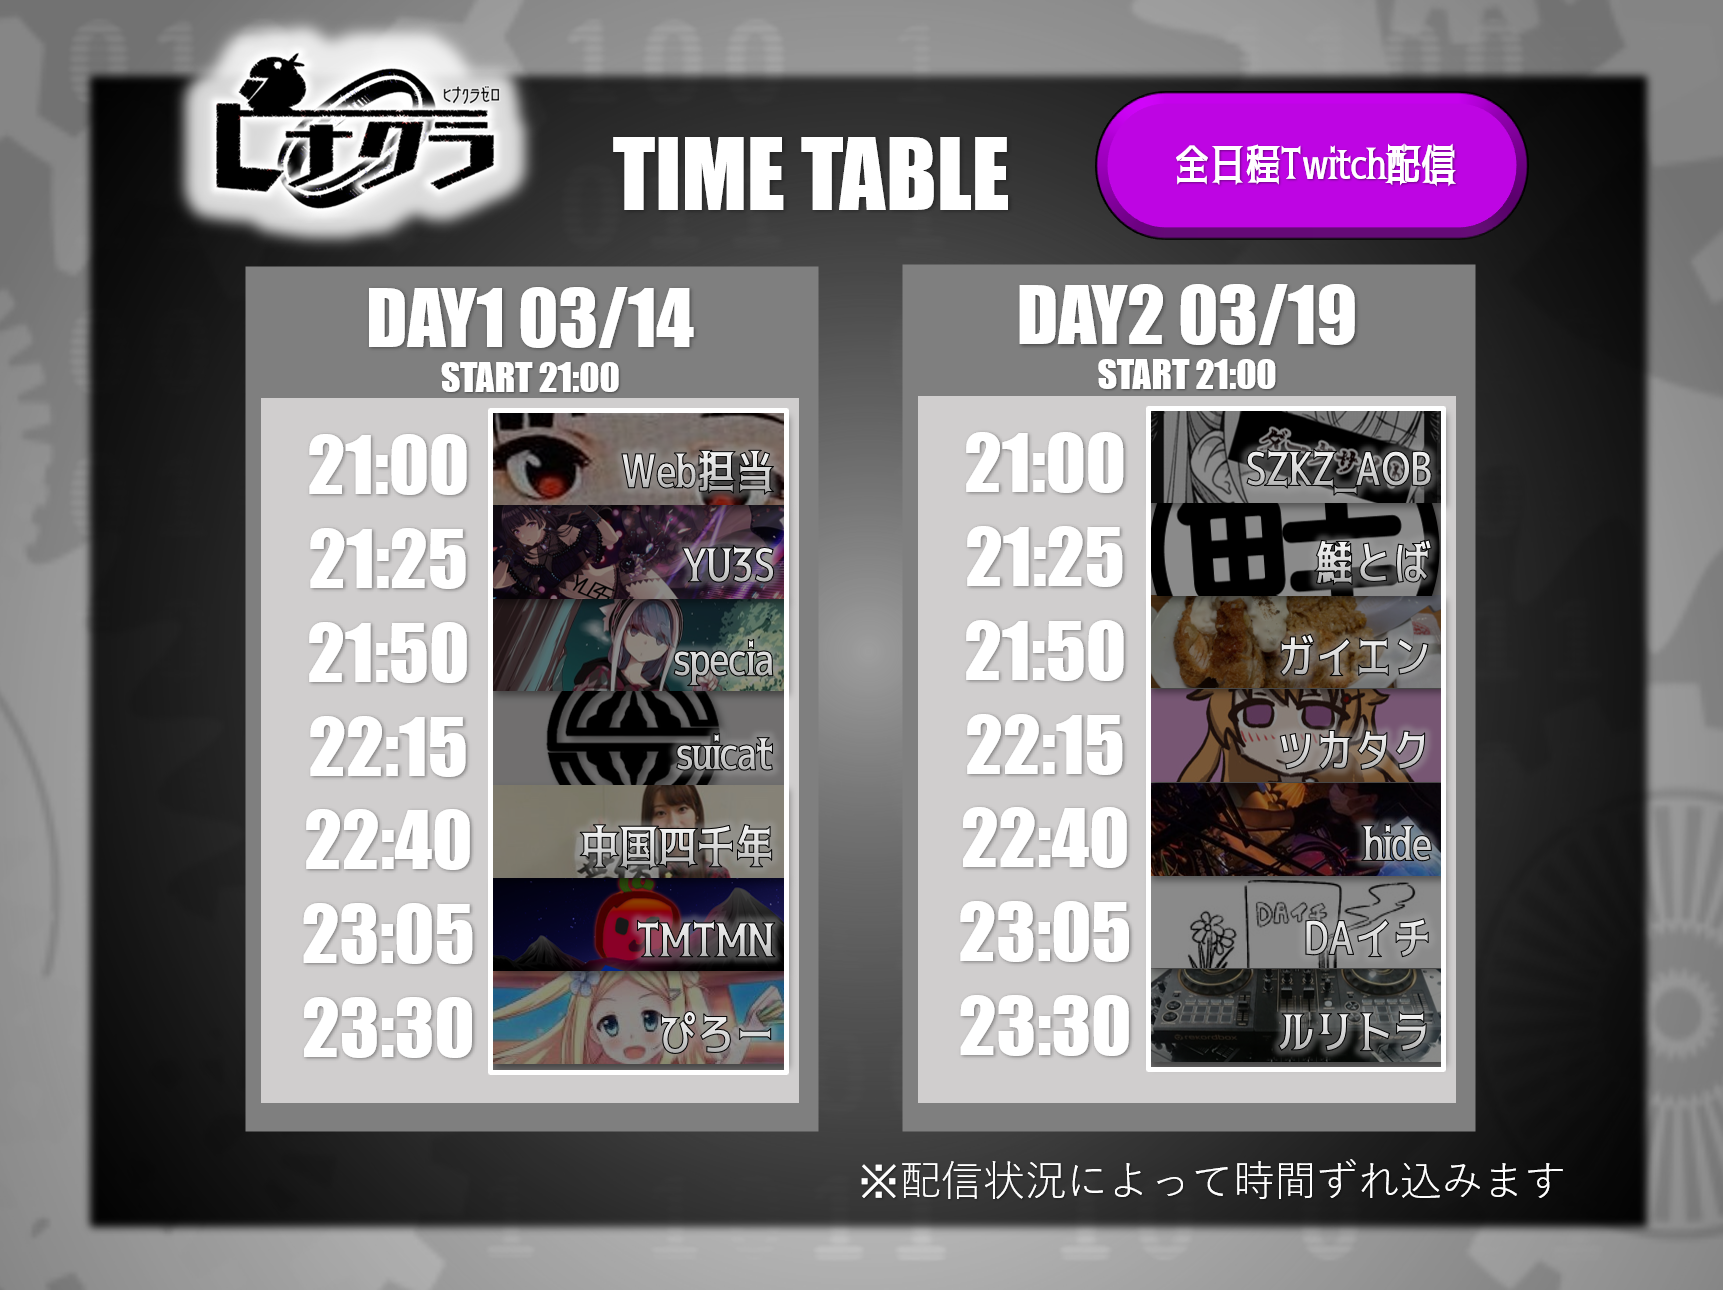 ヒナクラゼロ
ヒナクラ
TIME TABLE
全日程Twitch配信
DAY1 03/14
START 21:00
21:00 Web担当
21:25 YU3S
21:50 specia
22:15 suicat
22:40 中国四千年
23:05 TMTMN
23:30 ぴろー
DAY2 03/19
START 21:00
21:00 SZKZ_AOB
21:25 鮭とば
21:50 ガイエン
22:15 ツカタク
22:40 hide
23:05 DAイチ
DAイチ
23:30 ルリトラ
rekordbox
※配信状況によって時間ずれ込みます